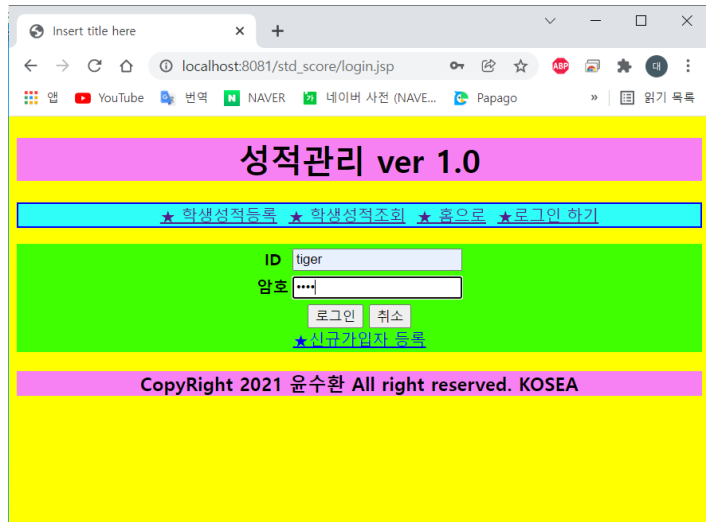 Insert title here
localhost:8081/std_score/login.jsp
ABP
대
앱 YouTube 번역 N NAVER 네이버 사전 (NAVE... Papago » 읽기 목록
성적관리 ver 1.0
★ 학생성적등록 ★ 학생성적조회 ★ 홈으로 ★로그인 하기
ID tiger
암호 ••••
로그인 취소
★신규가입자 등록
CopyRight 2021 윤수환 All right reserved. KOSEA